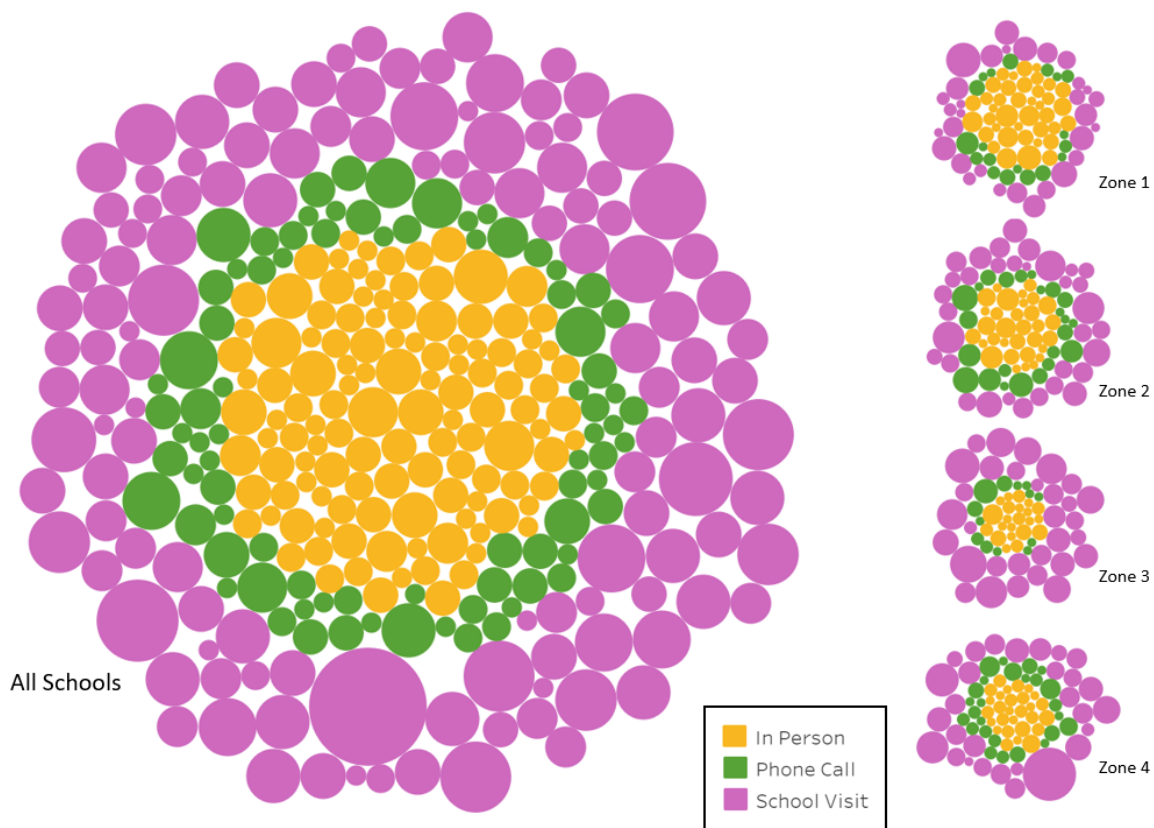 Zone 1
Zone 2
Zone 3
All Schools
In Person
Phone Call
School Visit
Zone 4